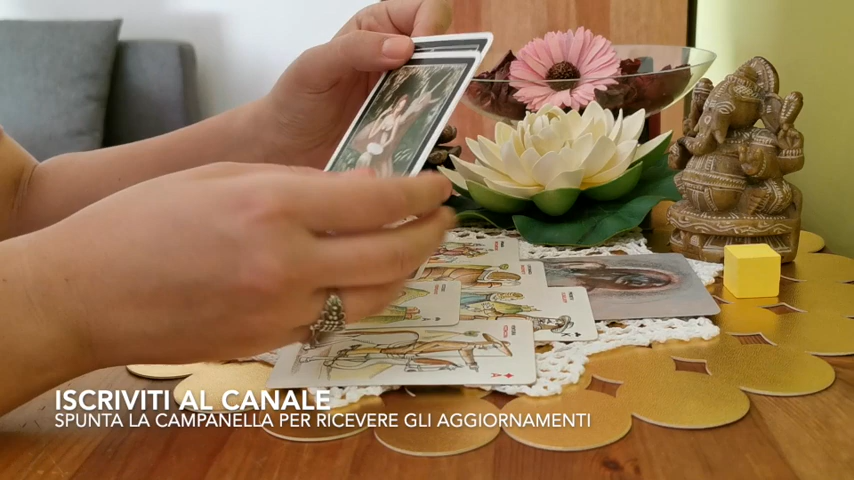 ISCRIVITI AL CANALE
SPUNTA LA CAMPANELLA PER RICEVERE GLI AGGIORNAMENTI